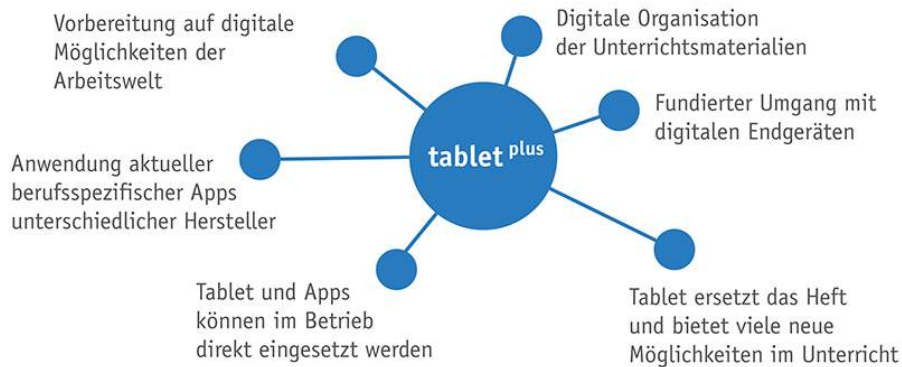 Vorbereitung auf digitale
Möglichkeiten der
Arbeitswelt
Digitale Organisation
der Unterrichtsmaterialien
Fundierter Umgang mit
digitalen Endgeräten
tablet plus
Anwendung aktueller
berufsspezifischer Apps
unterschiedlicher Hersteller
Tablet und Apps
können im Betrieb
direkt eingesetzt werden
Tablet ersetzt das Heft
und bietet viele neue
Möglichkeiten im Unterricht